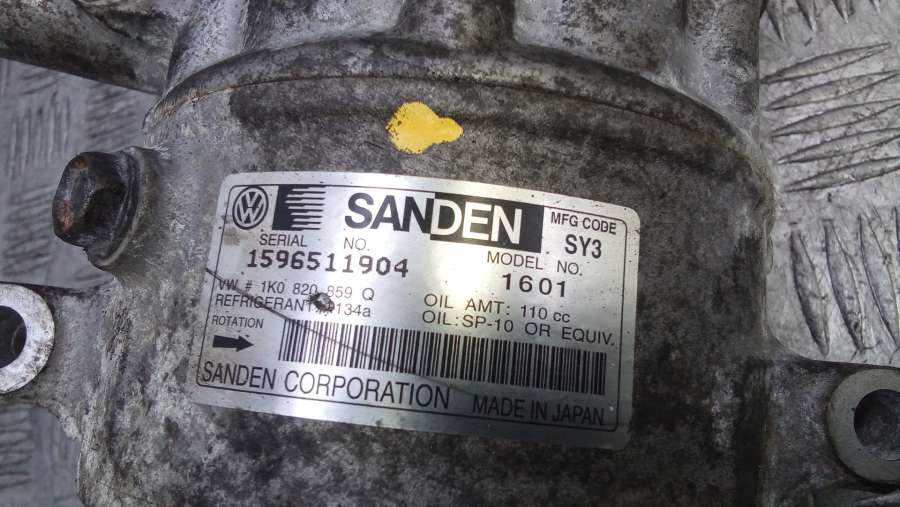 SANDEN
MFG CODE
SY3
SERIAL NO.
1596511904
MODEL NO.
1601
VW # 1K0 820 859 Q
REFRIGERANT R134a
OIL AMT: 110 cc
OIL: SP-10 OR EQUIV.
ROTATION
SANDEN CORPORATION MADE IN JAPAN